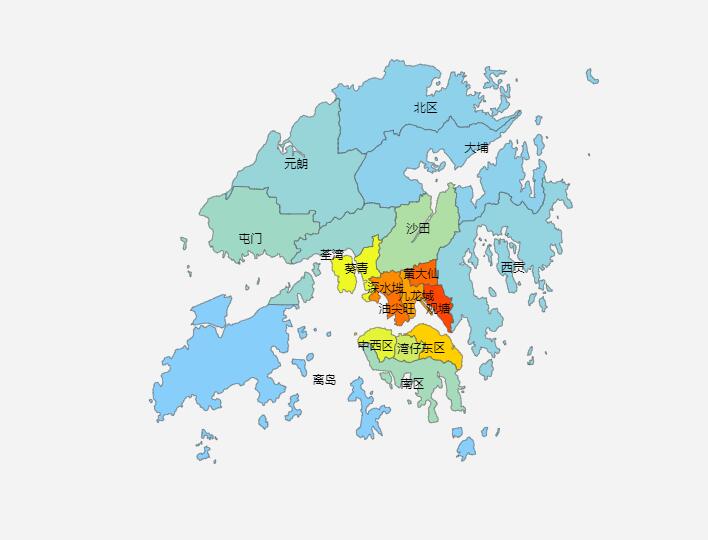 北区
大埔
元朗
沙田
屯门
荃湾
葵青
西贡
黄大仙
深水埗
九龙城
油尖旺
观塘
中西区
湾仔
东区
离岛
南区